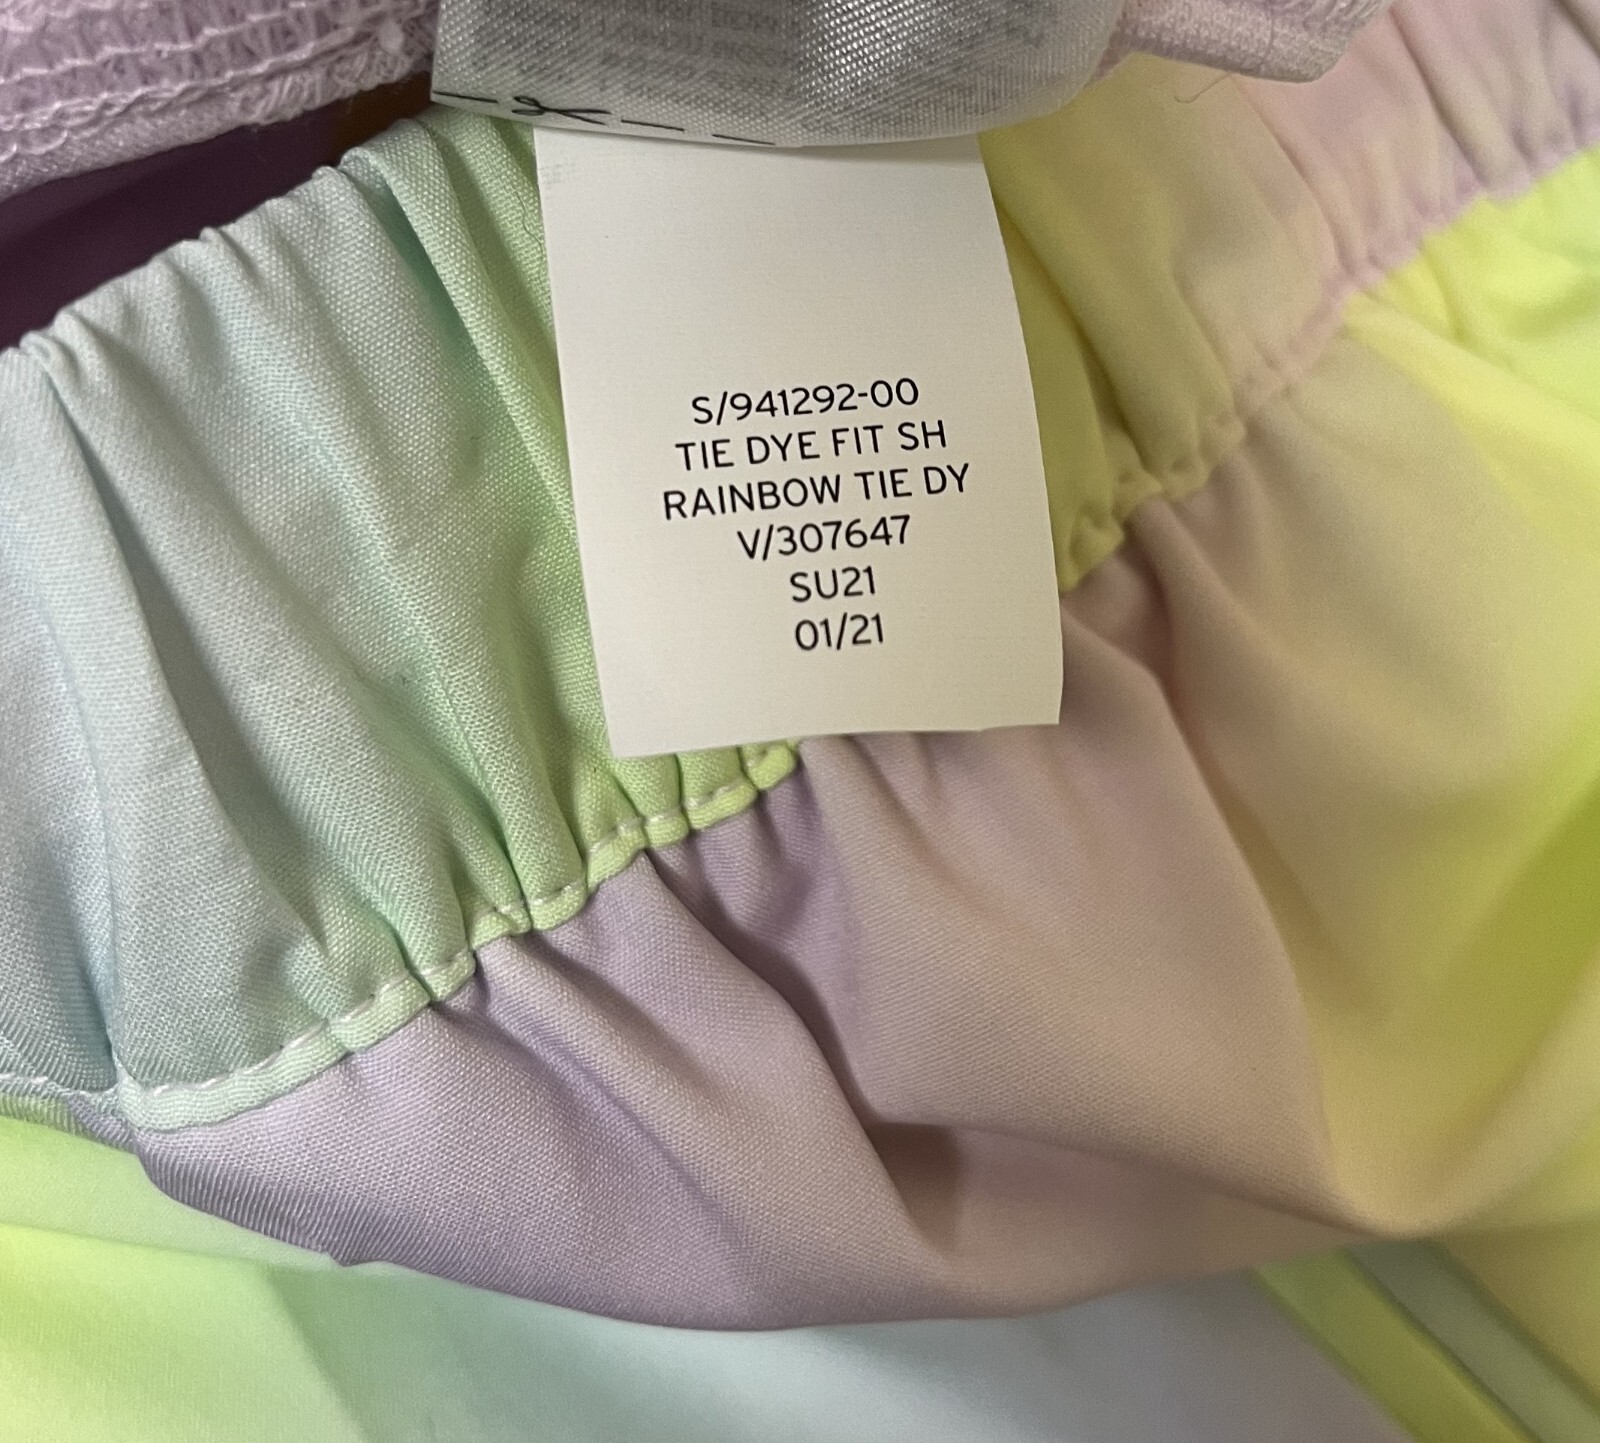 S/941292-00
TIE DYE FIT SH
RAINBOW TIE DY
V/307647
SU21
01/21